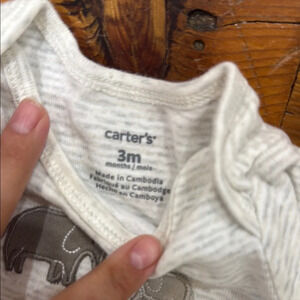 carter's
3m
months / mois
Made in Cambodia
Fabriqué au Cambodge
Hecho en Camboya